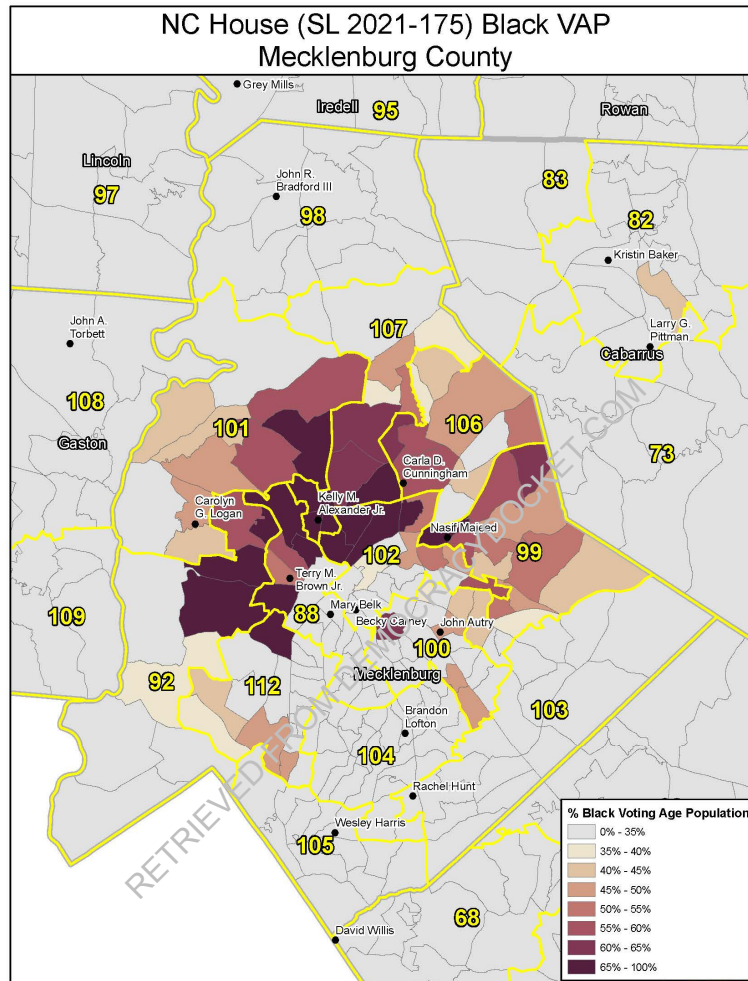 NC House (SL 2021-175) Black VAP
Mecklenburg County
Grey Mills
Iredell
95
Rowan
Lincoln
97
John R.
Bradford III
98
83
82
Kristin Baker
John A.
Torbett
107
Larry G.
Pittman
Cabarrus
108
Gaston
101
106
73
Carla D.
Cunningham
Carolyn
G. Logan
Kelly M.
Alexander Jr.
Nasif Majeed
102
99
Terry M.
Brown Jr.
109
88
Mary Belk
Becky Carney
John Autry
100
92
112
Mecklenburg
103
Brandon
Lofton
104
Rachel Hunt
Wesley Harris
105
68
David Willis
RETRIEVED FROM DEMOCRACY DOCKET.COM
% Black Voting Age Population
0% - 35%
35% - 40%
40% - 45%
45% - 50%
50% - 55%
55% - 60%
60% - 65%
65% - 100%